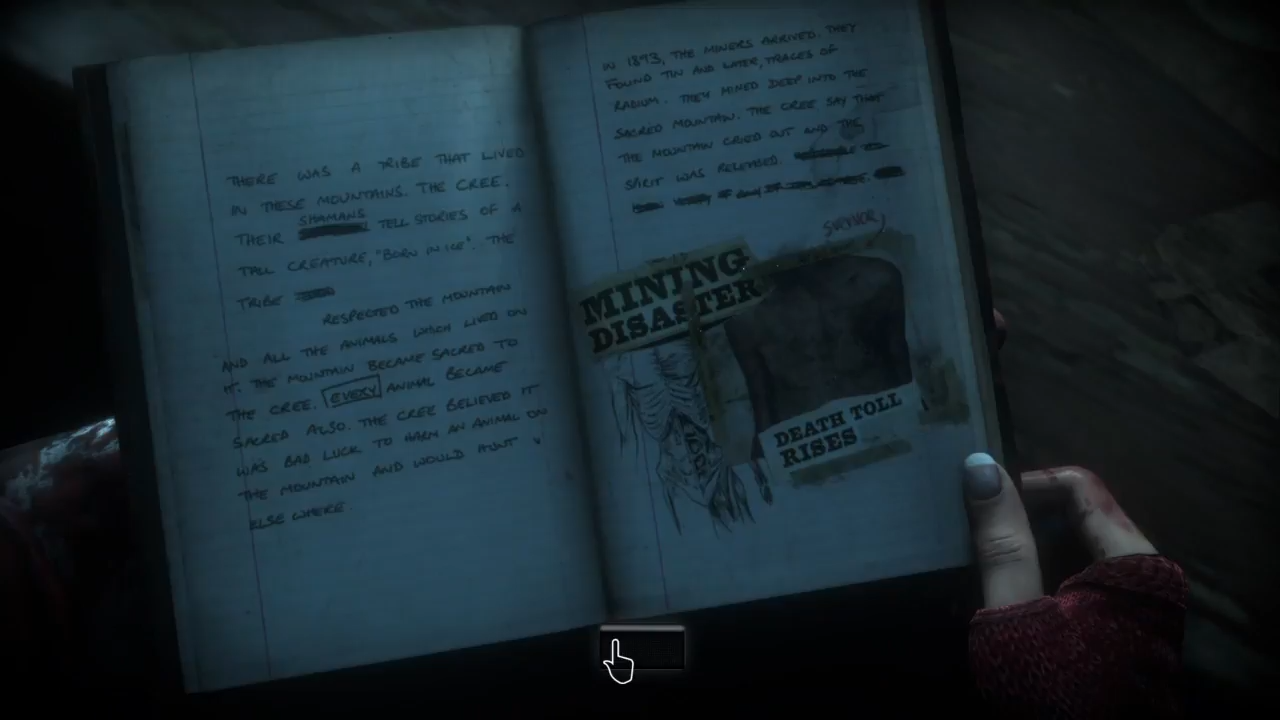 THERE WAS A TRIBE THAT LIVED
IN THESE MOUNTAINS. THE CREE.
SHAMANS
THEIR TELL STORIES OF A
TALL CREATURE, "BORN IN ICE". THE
TRIBE
RESPECTED THE MOUNTAIN
AND ALL THE ANIMALS WHICH LIVED ON
IT. THE MOUNTAIN BECAME SACRED TO
THE CREE. EVERY ANIMAL BECAME
SACRED ALSO. THE CREE BELIEVED IT
WAS BAD LUCK TO HARM AN ANIMAL ON
THE MOUNTAIN AND WOULD HUNT
ELSE WHERE.
IN 1893, THE MINERS ARRIVED. THEY
FOUND TIN AND LATER, TRACES OF
RADIUM. THEY MINED DEEP INTO THE
SACRED MOUNTAIN. THE CREE SAY THAT
THE MOUNTAIN CRIED OUT AND THE
SPIRIT WAS RELEASED.
SURVIVOR
MINING
DISASTER
DEATH TOLL
RISES